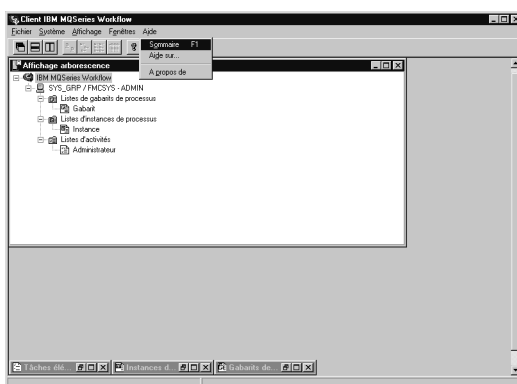 Client IBM MQSeries Workflow
Fichier Système Affichage Fenêtres Aide
Sommaire F1
Aide sur...
A propos de
Affichage arborescence
IBM MQSeries Workflow
SYS_GRP / FMCSYS - ADMIN
Listes de gabarits de processus
Gabarit
Listes d'instances de processus
Instance
Listes d'activités
Administrateur
Tâches élé...
Instances d...
Gabarits de...